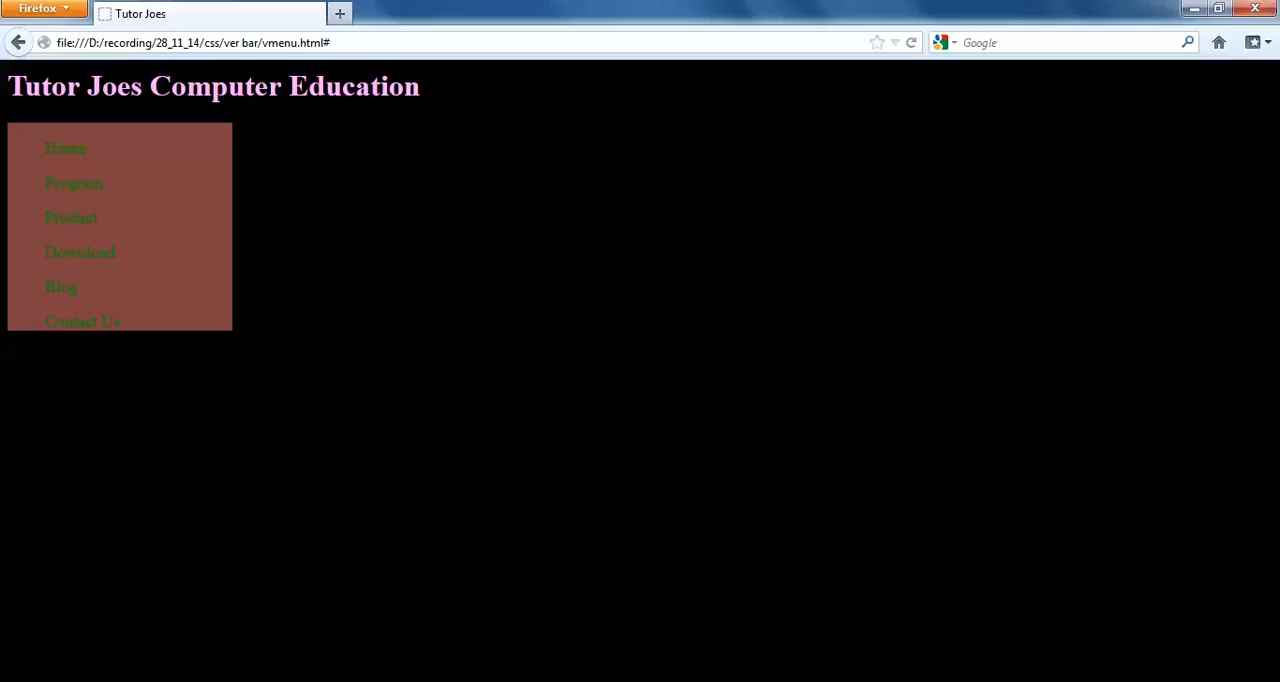 Firefox
Tutor Joes
file:///D:/recording/28_11_14/css/ver bar/vmenu.html#
Google
Tutor Joes Computer Education
Home
Program
Product
Download
Blog
Contact Us